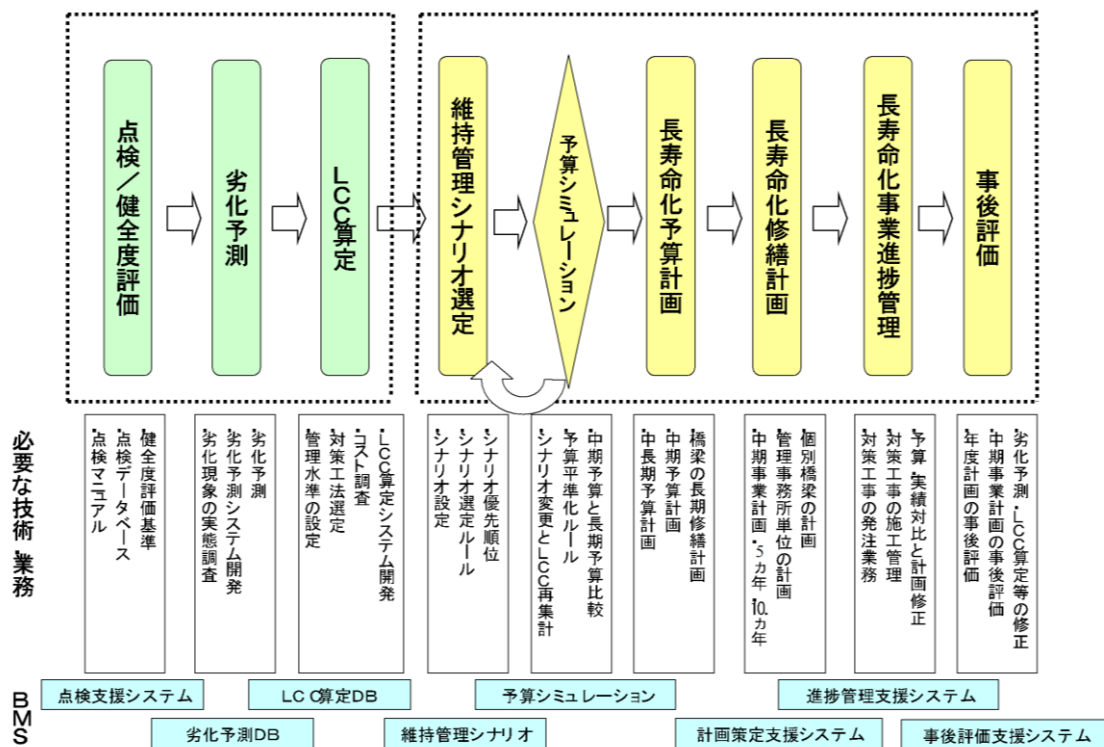 点検／健全度評価
劣化予測
LCC算定
維持管理シナリオ選定
予算シミュレーション
長寿命化予算計画
長寿命化修繕計画
長寿命化事業進捗管理
事後評価
必要な技術・業務
健全度評価基準
・点検データベース
・点検マニュアル
・劣化予測
・劣化予測システム開発
・劣化現象の実態調査
・LCC算定システム開発
・コスト調査
・対策工法選定
・管理水準の設定
・シナリオ優先順位
・シナリオ選定ルール
・シナリオ設定
・中期予算と長期予算比較
・予算平準化ルール
・シナリオ変更とLCC再集計
・橋梁の長期修繕計画
・中期予算計画
・中長期予算計画
・個別橋梁の計画
・管理事務所単位の計画
・中期事業計画・5ヵ年・10ヵ年
・予算・実績対比と計画修正
・対策工事の施工管理
・対策工事の発注業務
・劣化予測・LCC算定等の修正
・中期事業計画の事後評価
・年度計画の事後評価
BMS
点検支援システム
LCC算定DB
予算シミュレーション
進捗管理支援システム
劣化予測DB
維持管理シナリオ
計画策定支援システム
事後評価支援システム